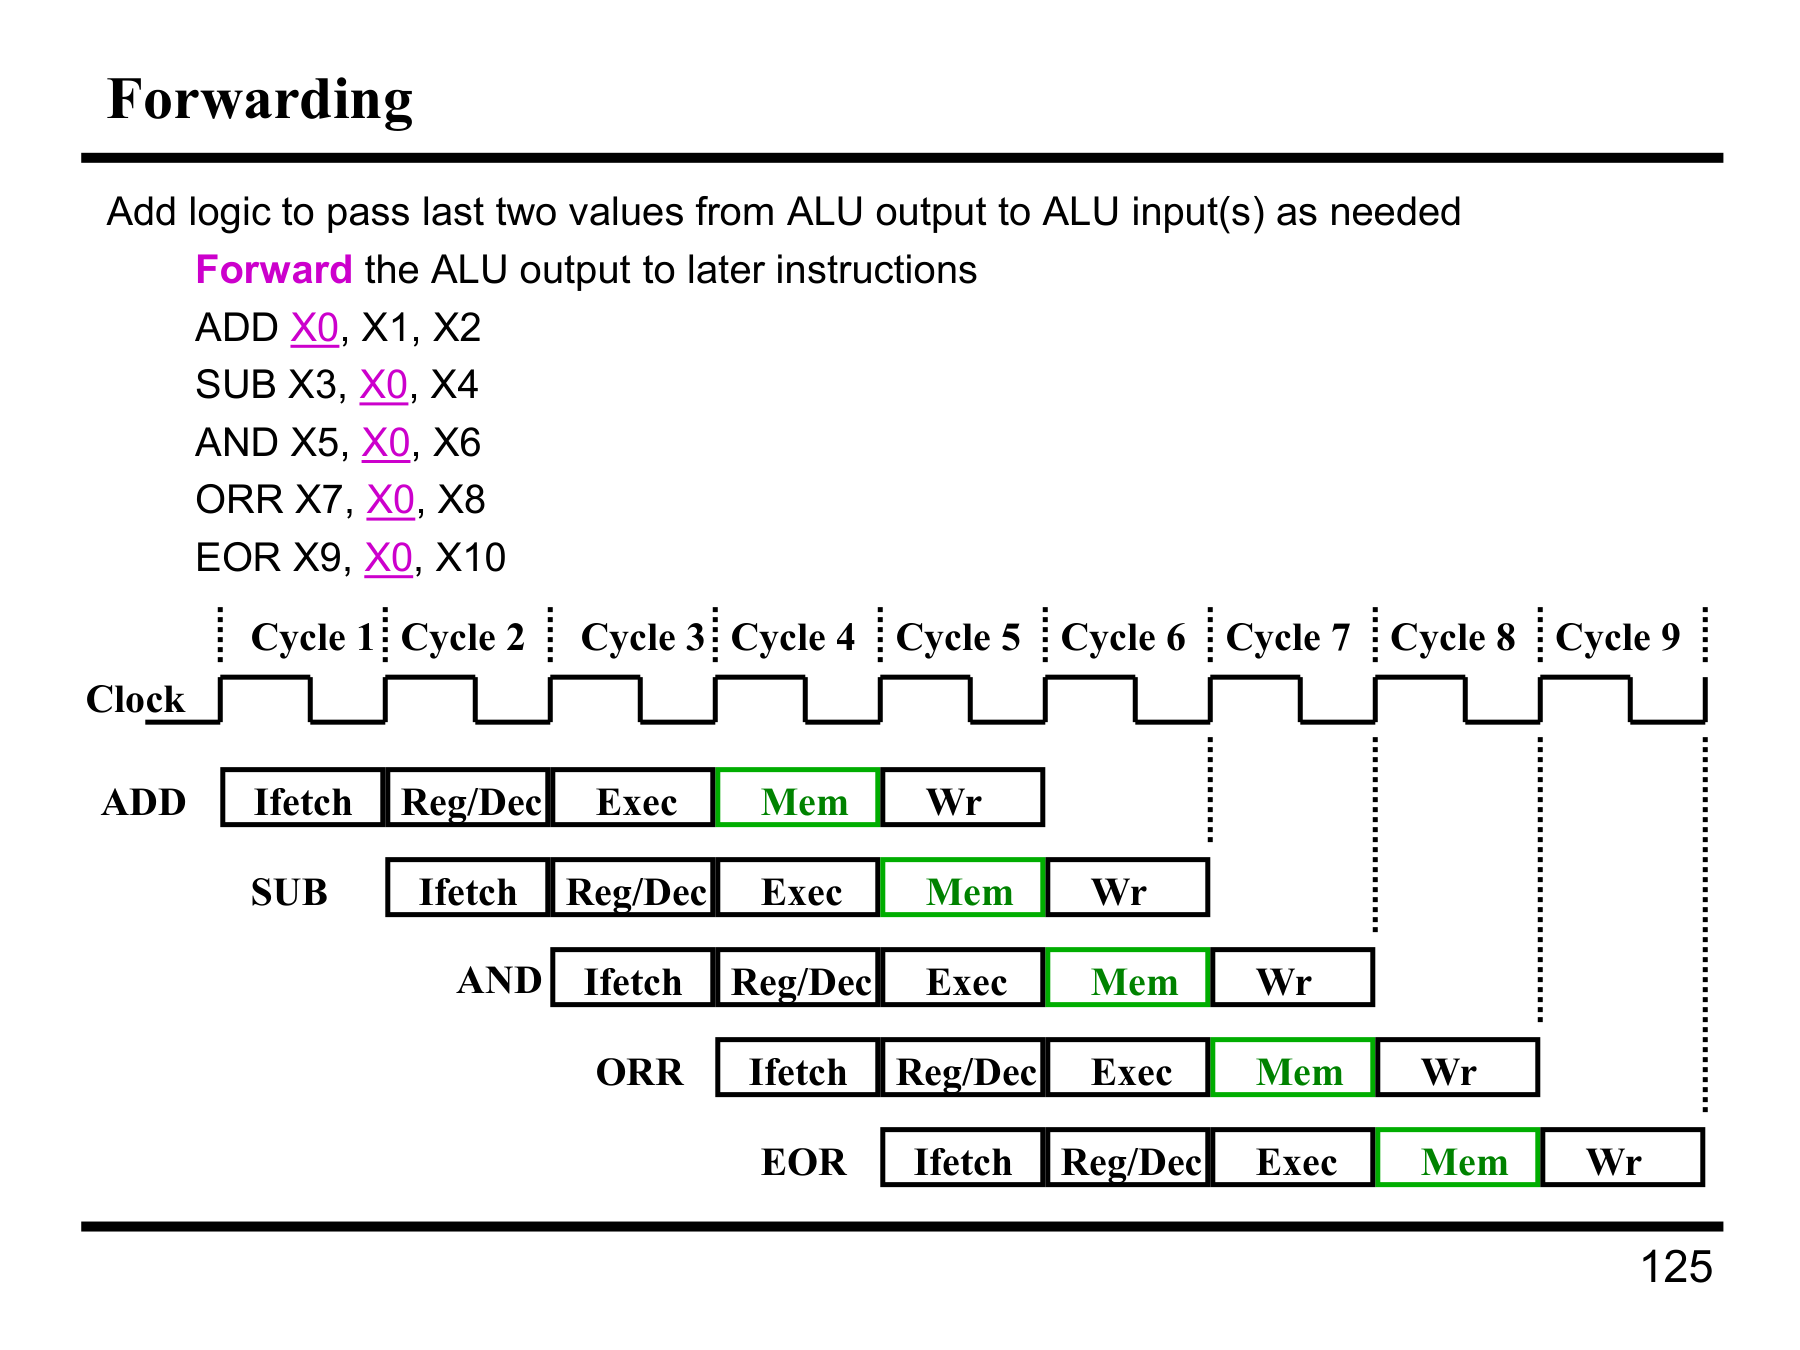 Forwarding
Add logic to pass last two values from ALU output to ALU input(s) as needed
Forward the ALU output to later instructions
ADD X0, X1, X2
SUB X3, X0, X4
AND X5, X0, X6
ORR X7, X0, X8
EOR X9, X0, X10
Cycle 1 Cycle 2 Cycle 3 Cycle 4 Cycle 5 Cycle 6 Cycle 7 Cycle 8 Cycle 9
Clock
ADD Ifetch Reg/Dec Exec Mem Wr
SUB Ifetch Reg/Dec Exec Mem Wr
AND Ifetch Reg/Dec Exec Mem Wr
ORR Ifetch Reg/Dec Exec Mem Wr
EOR Ifetch Reg/Dec Exec Mem Wr
125